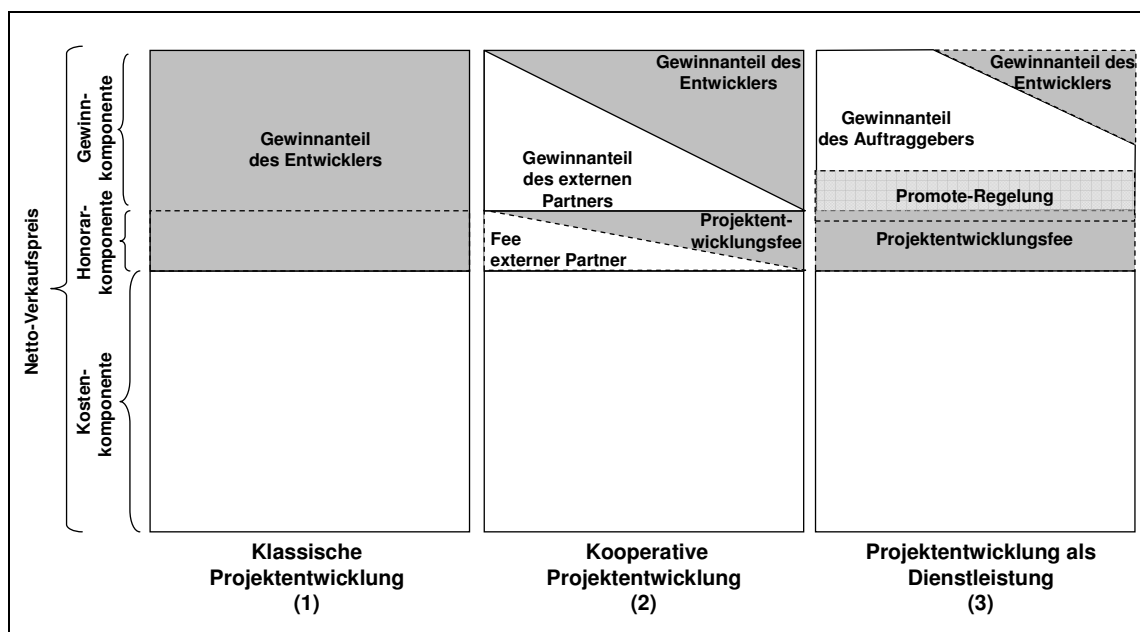 Netto-Verkaufspreis
Gewinn-
komponente
Honorar-
komponente
Kosten-
komponente
Gewinnanteil
des Entwicklers
Klassische
Projektentwicklung
(1)
Gewinnanteil des
Entwicklers
Gewinnanteil
des externen
Partners
Projektent-
wicklungsfee
Fee
externer Partner
Kooperative
Projektentwicklung
(2)
Gewinnanteil des
Entwicklers
Gewinnanteil
des Auftraggebers
Promote-Regelung
Projektentwicklungsfee
Projektentwicklung als
Dienstleistung
(3)